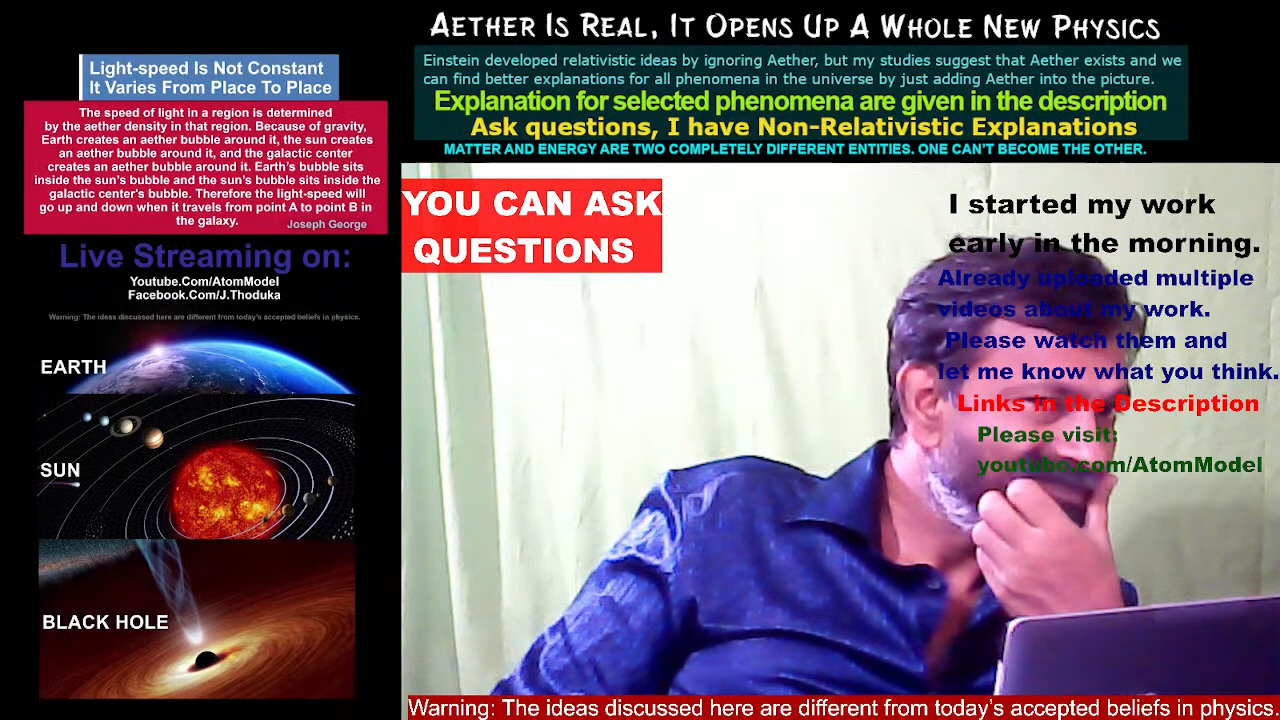 AETHER IS REAL, IT OPENS UP A WHOLE NEW PHYSICS
Einstein developed relativistic ideas by ignoring Aether, but my studies suggest that Aether exists and we
can find better explanations for all phenomena in the universe by just adding Aether into the picture.
Explanation for selected phenomena are given in the description
Ask questions, I have Non-Relativistic Explanations
MATTER AND ENERGY ARE TWO COMPLETELY DIFFERENT ENTITIES. ONE CAN'T BECOME THE OTHER.
Light-speed Is Not Constant
It Varies From Place To Place
The speed of light in a region is determined
by the aether density in that region. Because of gravity,
Earth creates an aether bubble around it, the sun creates
an aether bubble around it, and the galactic center
creates an aether bubble around it. Earth's bubble sits
inside the sun's bubble and the sun's bubble sits inside the
galactic center's bubble. Therefore the light-speed will
go up and down when it travels from point A to point B in
the galaxy.
Joseph George
Live Streaming on:
Youtube.Com/AtomModel
Facebook.Com/J.Thoduka
Warning: The ideas discussed here are different from today's accepted beliefs in physics.
EARTH
SUN
BLACK HOLE
YOU CAN ASK
QUESTIONS
I started my work
early in the morning.
Already uploaded multiple
videos about my work.
Please watch them and
let me know what you think.
Links in the Description
Please visit:
youtube.com/AtomModel
Warning: The ideas discussed here are different from today's accepted beliefs in physics.